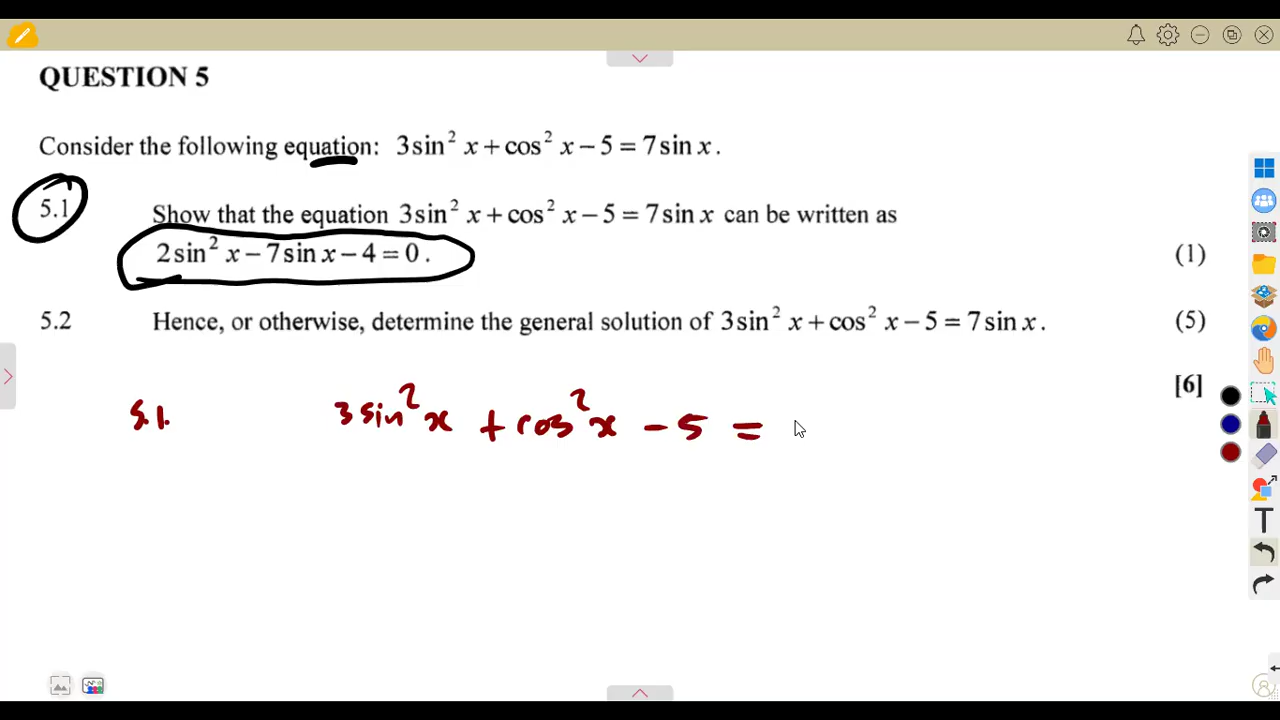 QUESTION 5
Consider the following equation: 3sin² x + cos² x − 5 = 7sin x.
5.1 Show that the equation 3sin² x + cos² x − 5 = 7sin x can be written as
2sin² x − 7sin x − 4 = 0. (1)
5.2 Hence, or otherwise, determine the general solution of 3sin² x + cos² x − 5 = 7sin x. (5)
[6]
5.1. 3sin²x + cos²x − 5 =